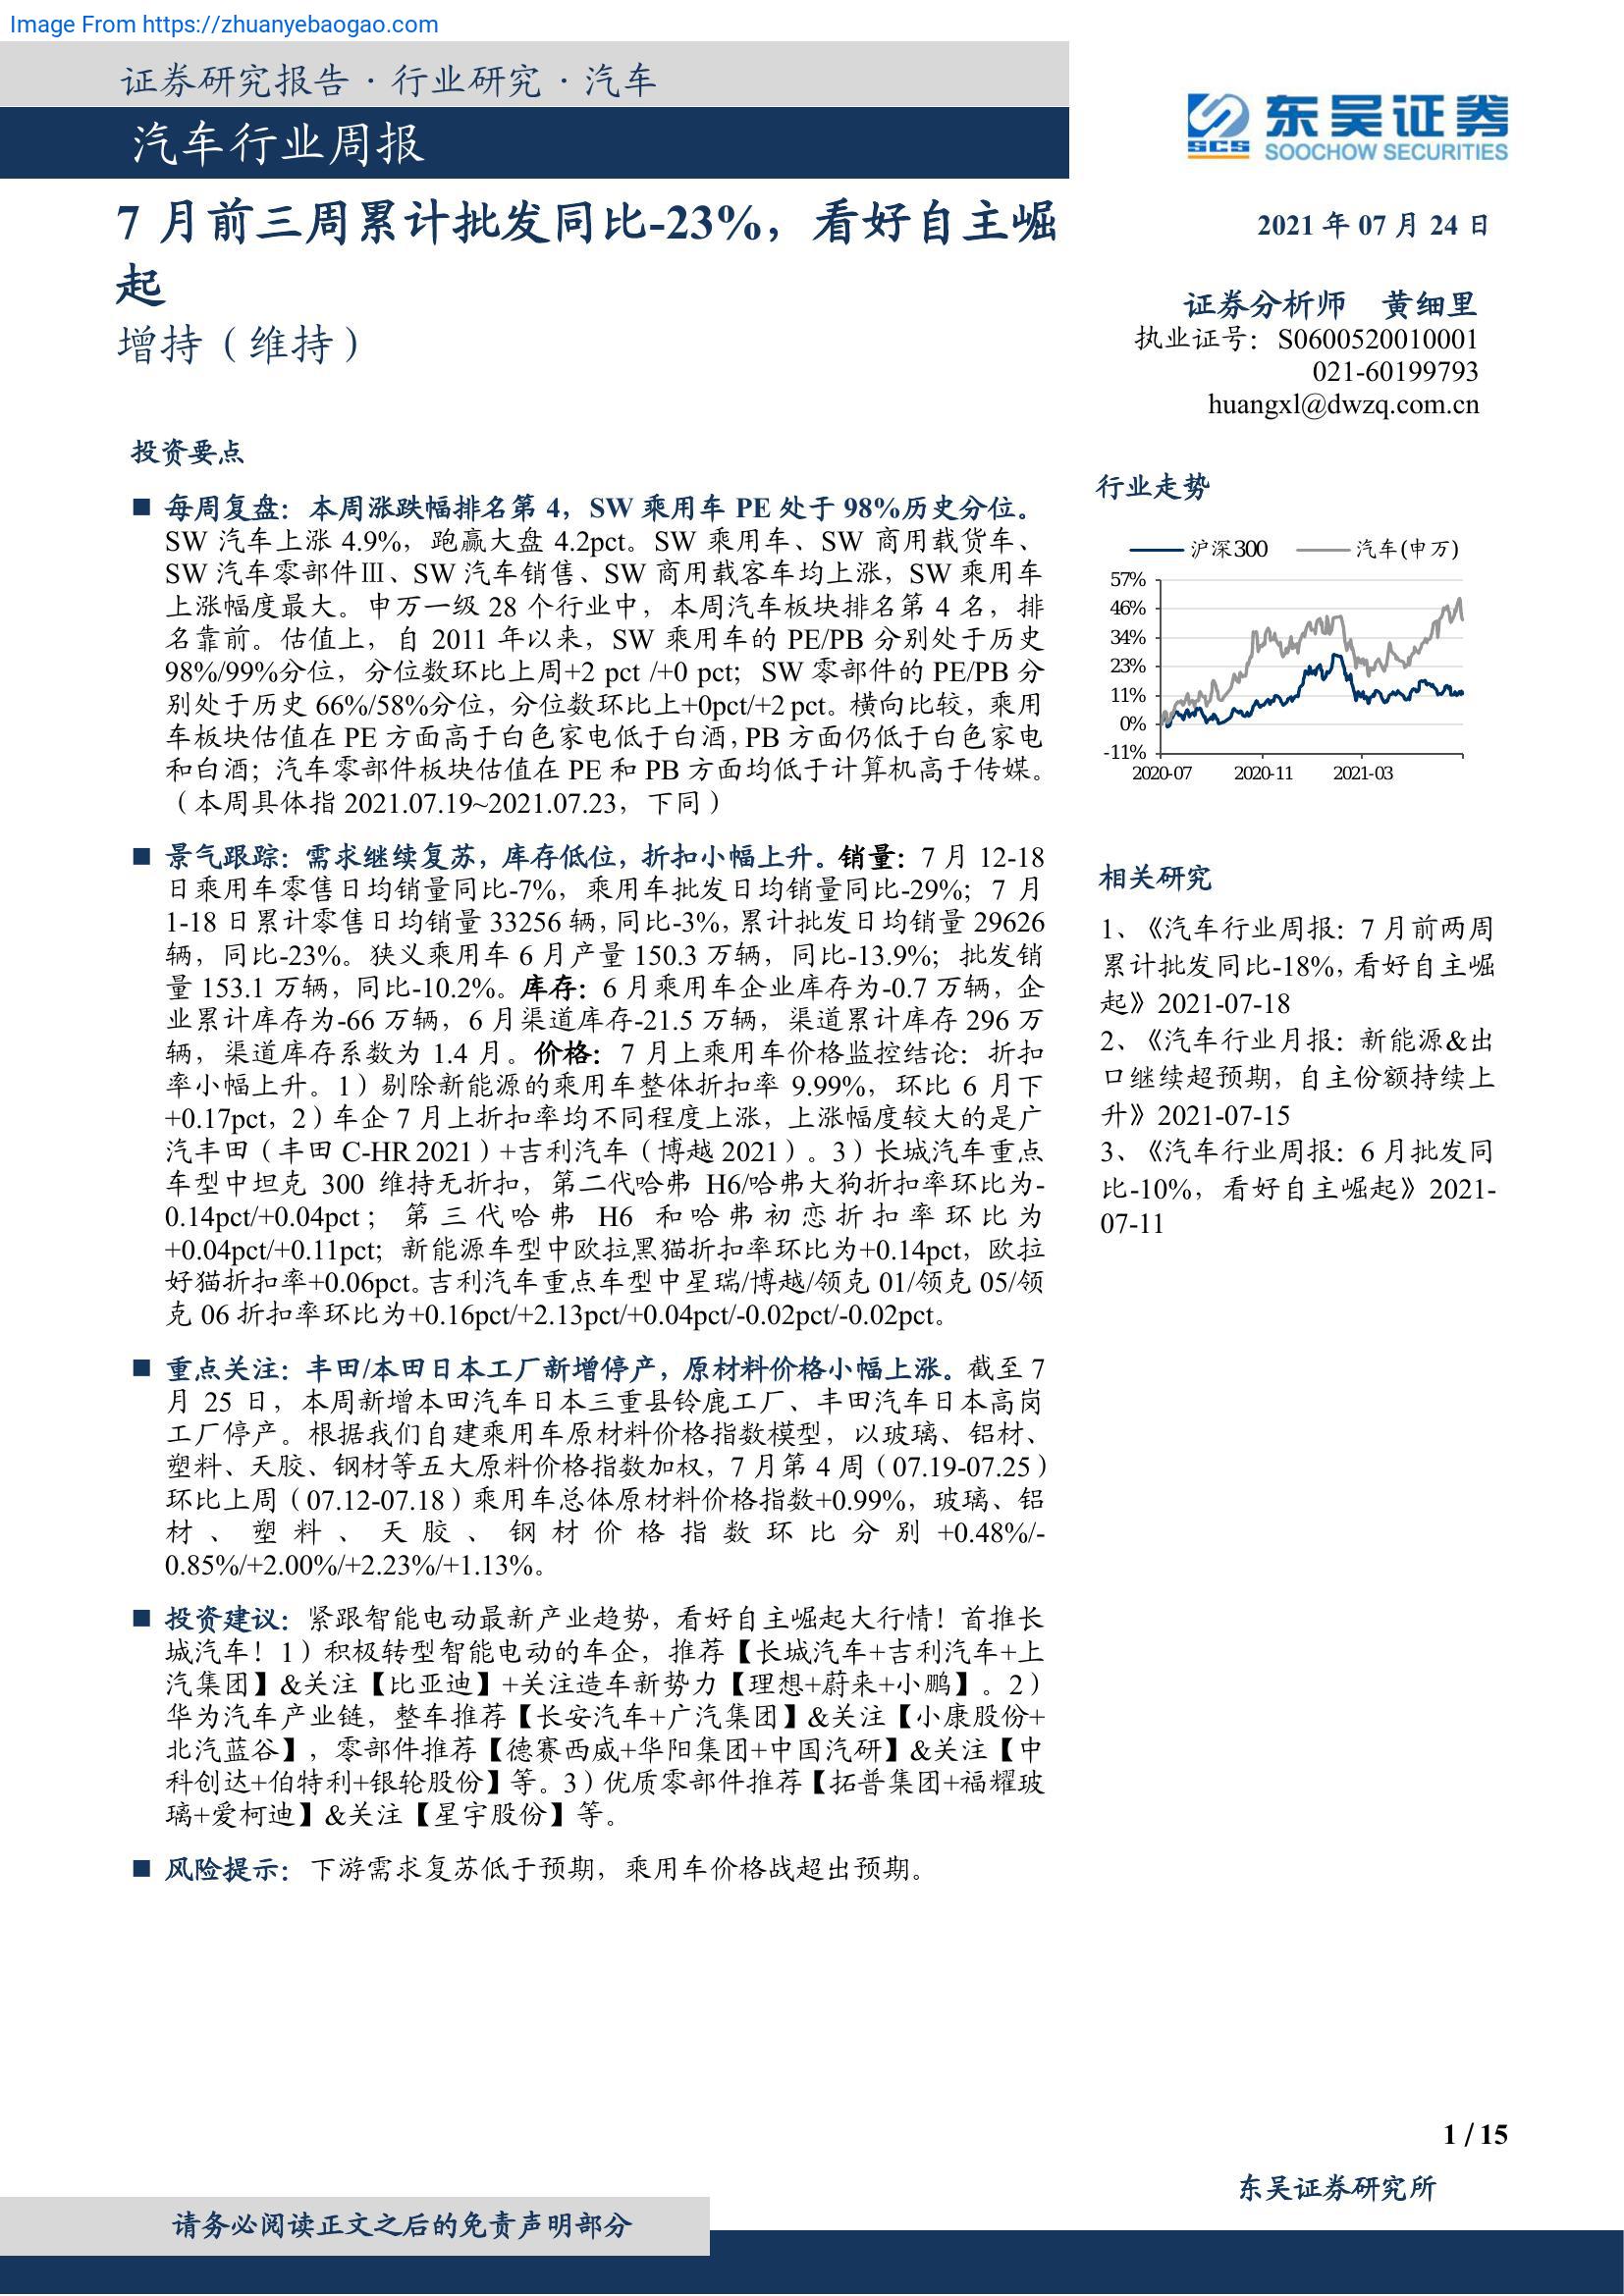 Image From https://zhuanyebaogao.com
证券研究报告·行业研究·汽车
汽车行业周报
东吴证券
SCS
SOOCHOW SECURITIES
7 月前三周累计批发同比-23%，看好自主崛
起
增持（维持）
2021 年 07 月 24 日
证券分析师 黄细里
执业证号：S0600520010001
021-60199793
huangxl@dwzq.com.cn
投资要点
■ 每周复盘：本周涨跌幅排名第 4，SW 乘用车 PE 处于 98%历史分位。
SW 汽车上涨 4.9%，跑赢大盘 4.2pct。SW 乘用车、SW 商用载货车、
SW 汽车零部件Ⅲ、SW 汽车销售、SW 商用载客车均上涨，SW 乘用车
上涨幅度最大。申万一级 28 个行业中，本周汽车板块排名第 4 名，排
名靠前。估值上，自 2011 年以来，SW 乘用车的 PE/PB 分别处于历史
98%/99%分位，分位数环比上周+2 pct /+0 pct；SW 零部件的 PE/PB 分
别处于历史 66%/58%分位，分位数环比上+0pct/+2 pct。横向比较，乘用
车板块估值在 PE 方面高于白色家电低于白酒，PB 方面仍低于白色家电
和白酒；汽车零部件板块估值在 PE 和 PB 方面均低于计算机高于传媒。
（本周具体指 2021.07.19~2021.07.23，下同）
■ 景气跟踪：需求继续复苏，库存低位，折扣小幅上升。销量：7 月 12-18
日乘用车零售日均销量同比-7%，乘用车批发日均销量同比-29%；7 月
1-18 日累计零售日均销量 33256 辆，同比-3%，累计批发日均销量 29626
辆，同比-23%。狭义乘用车 6 月产量 150.3 万辆，同比-13.9%；批发销
量 153.1 万辆，同比-10.2%。库存：6 月乘用车企业库存为-0.7 万辆，企
业累计库存为-66 万辆，6 月渠道库存-21.5 万辆，渠道累计库存 296 万
辆，渠道库存系数为 1.4 月。价格：7 月上乘用车价格监控结论：折扣
率小幅上升。1）剔除新能源的乘用车整体折扣率 9.99%，环比 6 月下
+0.17pct，2）车企 7 月上折扣率均不同程度上涨，上涨幅度较大的是广
汽丰田（丰田 C-HR 2021）+吉利汽车（博越 2021）。3）长城汽车重点
车型中坦克 300 维持无折扣，第二代哈弗 H6/哈弗大狗折扣率环比为-
0.14pct/+0.04pct；第三代哈弗 H6 和哈弗初恋折扣率环比为
+0.04pct/+0.11pct；新能源车型中欧拉黑猫折扣率环比为+0.14pct，欧拉
好猫折扣率+0.06pct。吉利汽车重点车型中星瑞/博越/领克 01/领克 05/领
克 06 折扣率环比为+0.16pct/+2.13pct/+0.04pct/-0.02pct/-0.02pct。
■ 重点关注：丰田/本田日本工厂新增停产，原材料价格小幅上涨。截至 7
月 25 日，本周新增本田汽车日本三重县铃鹿工厂、丰田汽车日本高岗
工厂停产。根据我们自建乘用车原材料价格指数模型，以玻璃、铝材、
塑料、天胶、钢材等五大原料价格指数加权，7 月第 4 周（07.19-07.25）
环比上周（07.12-07.18）乘用车总体原材料价格指数+0.99%，玻璃、铝
材、塑料、天胶、钢材价格指数环比分别+0.48%/-
0.85%/+2.00%/+2.23%/+1.13%。
■ 投资建议：紧跟智能电动最新产业趋势，看好自主崛起大行情！首推长
城汽车！1）积极转型智能电动的车企，推荐【长城汽车+吉利汽车+上
汽集团】&关注【比亚迪】+关注造车新势力【理想+蔚来+小鹏】。2）
华为汽车产业链，整车推荐【长安汽车+广汽集团】&关注【小康股份+
北汽蓝谷】，零部件推荐【德赛西威+华阳集团+中国汽研】&关注【中
科创达+伯特利+银轮股份】等。3）优质零部件推荐【拓普集团+福耀玻
璃+爱柯迪】&关注【星宇股份】等。
■ 风险提示：下游需求复苏低于预期，乘用车价格战超出预期。
行业走势
沪深300 汽车(申万)
57%
46%
34%
23%
11%
0%
-11%
2020-07 2020-11 2021-03
相关研究
1、《汽车行业周报：7 月前两周
累计批发同比-18%，看好自主崛
起》2021-07-18
2、《汽车行业月报：新能源&出
口继续超预期，自主份额持续上
升》2021-07-15
3、《汽车行业周报：6 月批发同
比-10%，看好自主崛起》2021-
07-11
1 / 15
东吴证券研究所
请务必阅读正文之后的免责声明部分